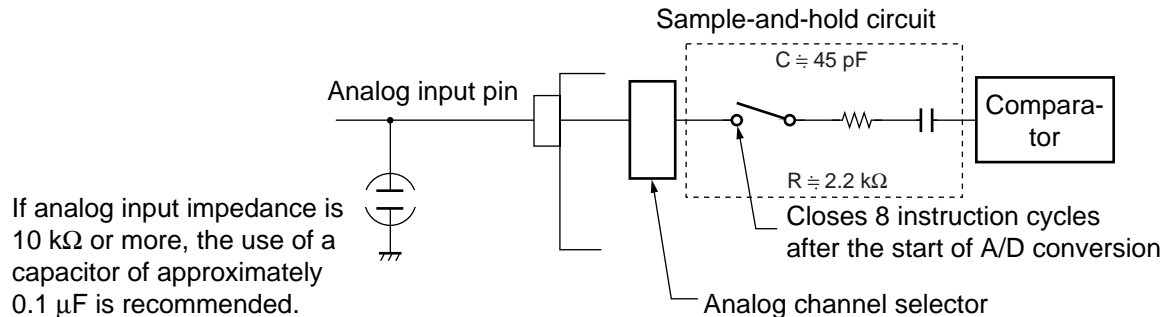 Sample-and-hold circuit
C ≒ 45 pF
Analog input pin
Compara-
tor
R ≒ 2.2 kΩ
If analog input impedance is
10 kΩ or more, the use of a
capacitor of approximately
0.1 µF is recommended.
Closes 8 instruction cycles
after the start of A/D conversion
Analog channel selector